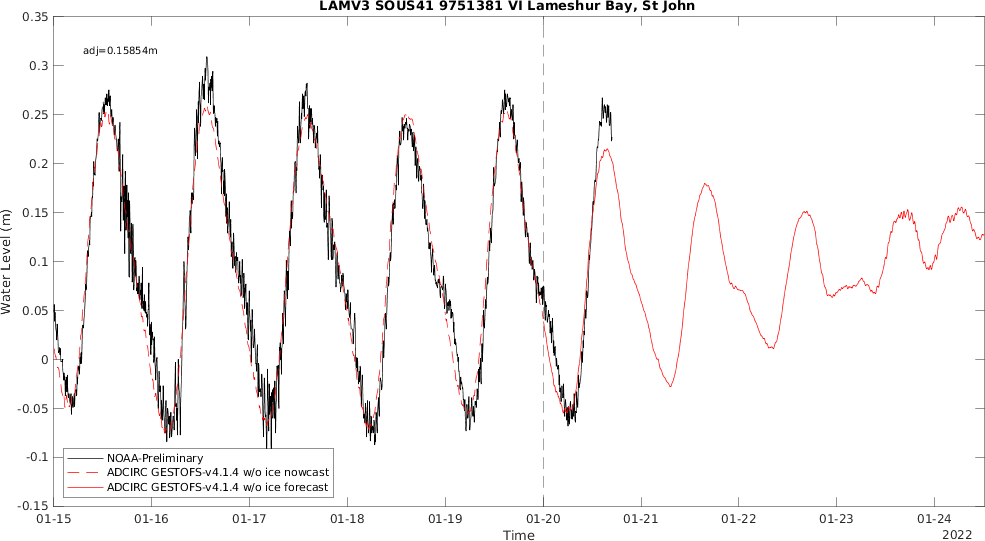 LAMV3 SOUS41 9751381 VI Lameshur Bay, St John
adj=0.15854m
0.35
0.3
0.25
0.2
0.15
0.1
0.05
0
-0.05
-0.1
-0.15
Water Level (m)
NOAA-Preliminary
ADCIRC GESTOFS-v4.1.4 w/o ice nowcast
ADCIRC GESTOFS-v4.1.4 w/o ice forecast
01-15 01-16 01-17 01-18 01-19 01-20 01-21 01-22 01-23 01-24
Time
2022